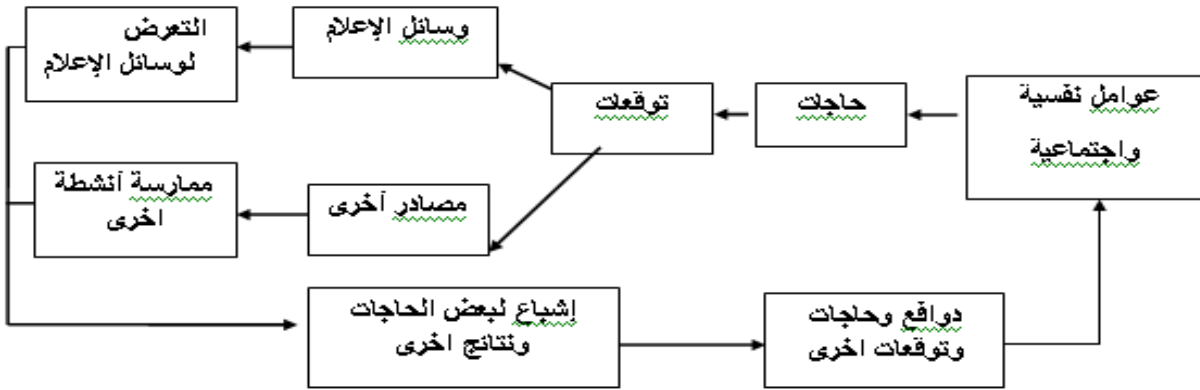 عوامل نفسية
واجتماعية
حاجات
توقعات
وسائل الإعلام
التعرض
لوسائل الإعلام
مصادر أخرى
ممارسة أنشطة
اخرى
إشباع لبعض الحاجات
ونتائج اخرى
دوافع وحاجات
وتوقعات اخرى